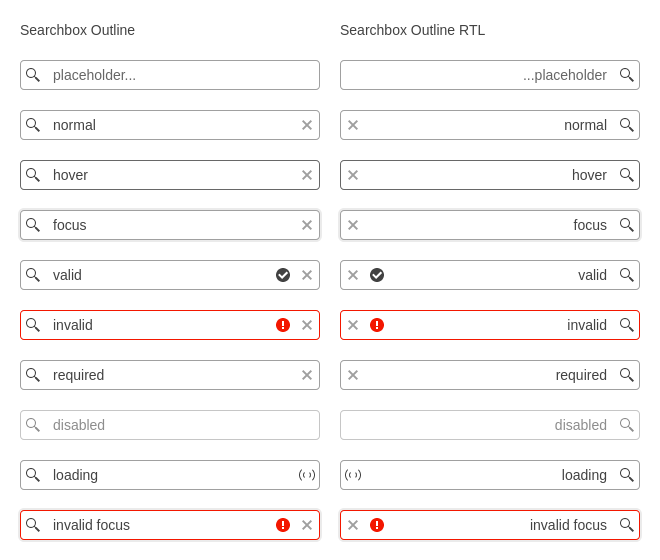 Searchbox Outline
placeholder...
normal
hover
focus
valid
invalid
required
disabled
loading
invalid focus
Searchbox Outline RTL
...placeholder
normal
hover
focus
valid
invalid
required
disabled
loading
invalid focus